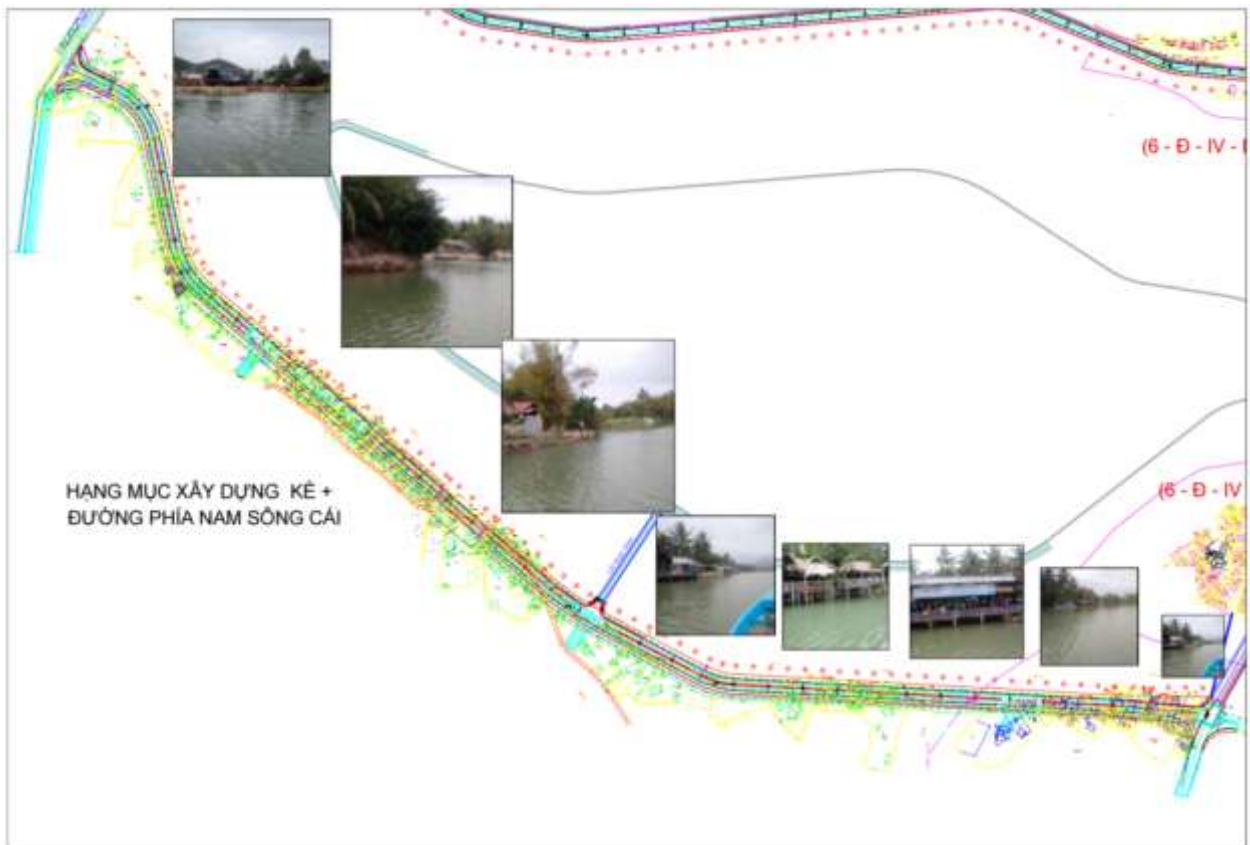 (6 - Đ - IV - 
HẠNG MỤC XÂY DỰNG KÈ +
ĐƯỜNG PHÍA NAM SÔNG CÁI
(6 - Đ - IV